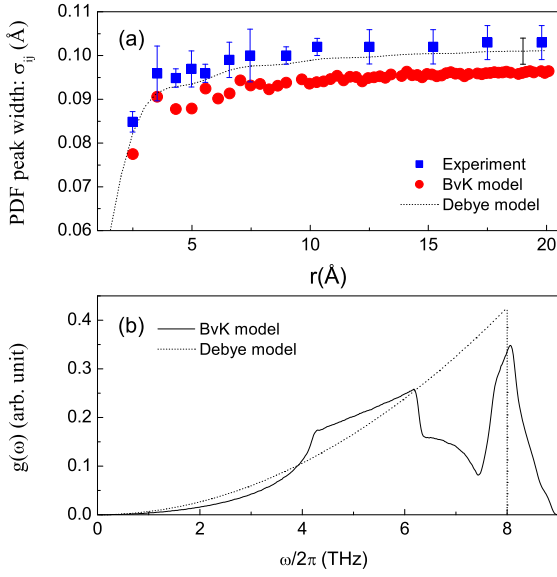 (a)
PDF peak width: σij (Å)
0.11
0.10
0.09
0.08
0.07
0.06
Experiment
BvK model
Debye model
5 10 15 20
r(Å)
(b)
g(ω) (arb. unit)
0.4
0.3
0.2
0.1
0.0
BvK model
Debye model
0 2 4 6 8
ω/2π (THz)